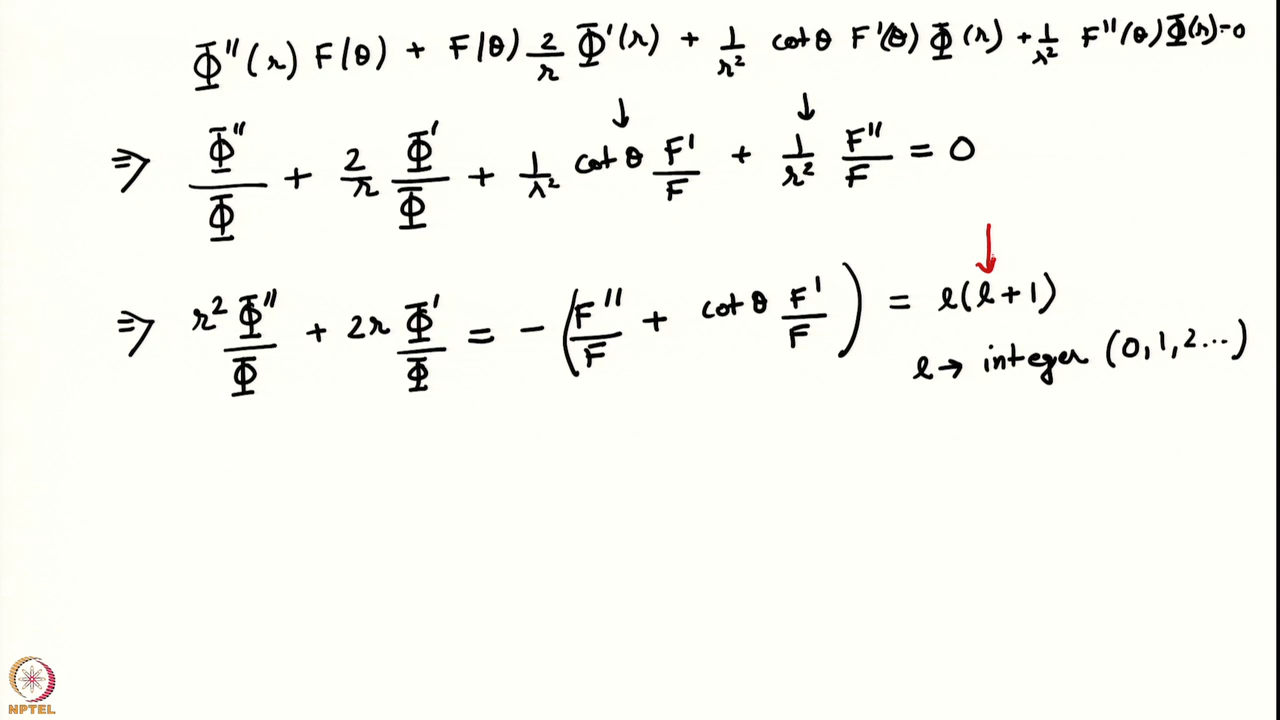 Φ''(r) F(θ) + F(θ) 2/r Φ'(r) + 1/r² cot θ F'(θ) Φ(r) + 1/r² F''(θ) Φ(r) = 0
⇒ Φ''/Φ + 2/r Φ'/Φ + 1/r² cot θ F'/F + 1/r² F''/F = 0
⇒ r² Φ''/Φ + 2r Φ'/Φ = - (F''/F + cot θ F'/F) = l(l+1)
l → integer (0, 1, 2 ...)
NPTEL